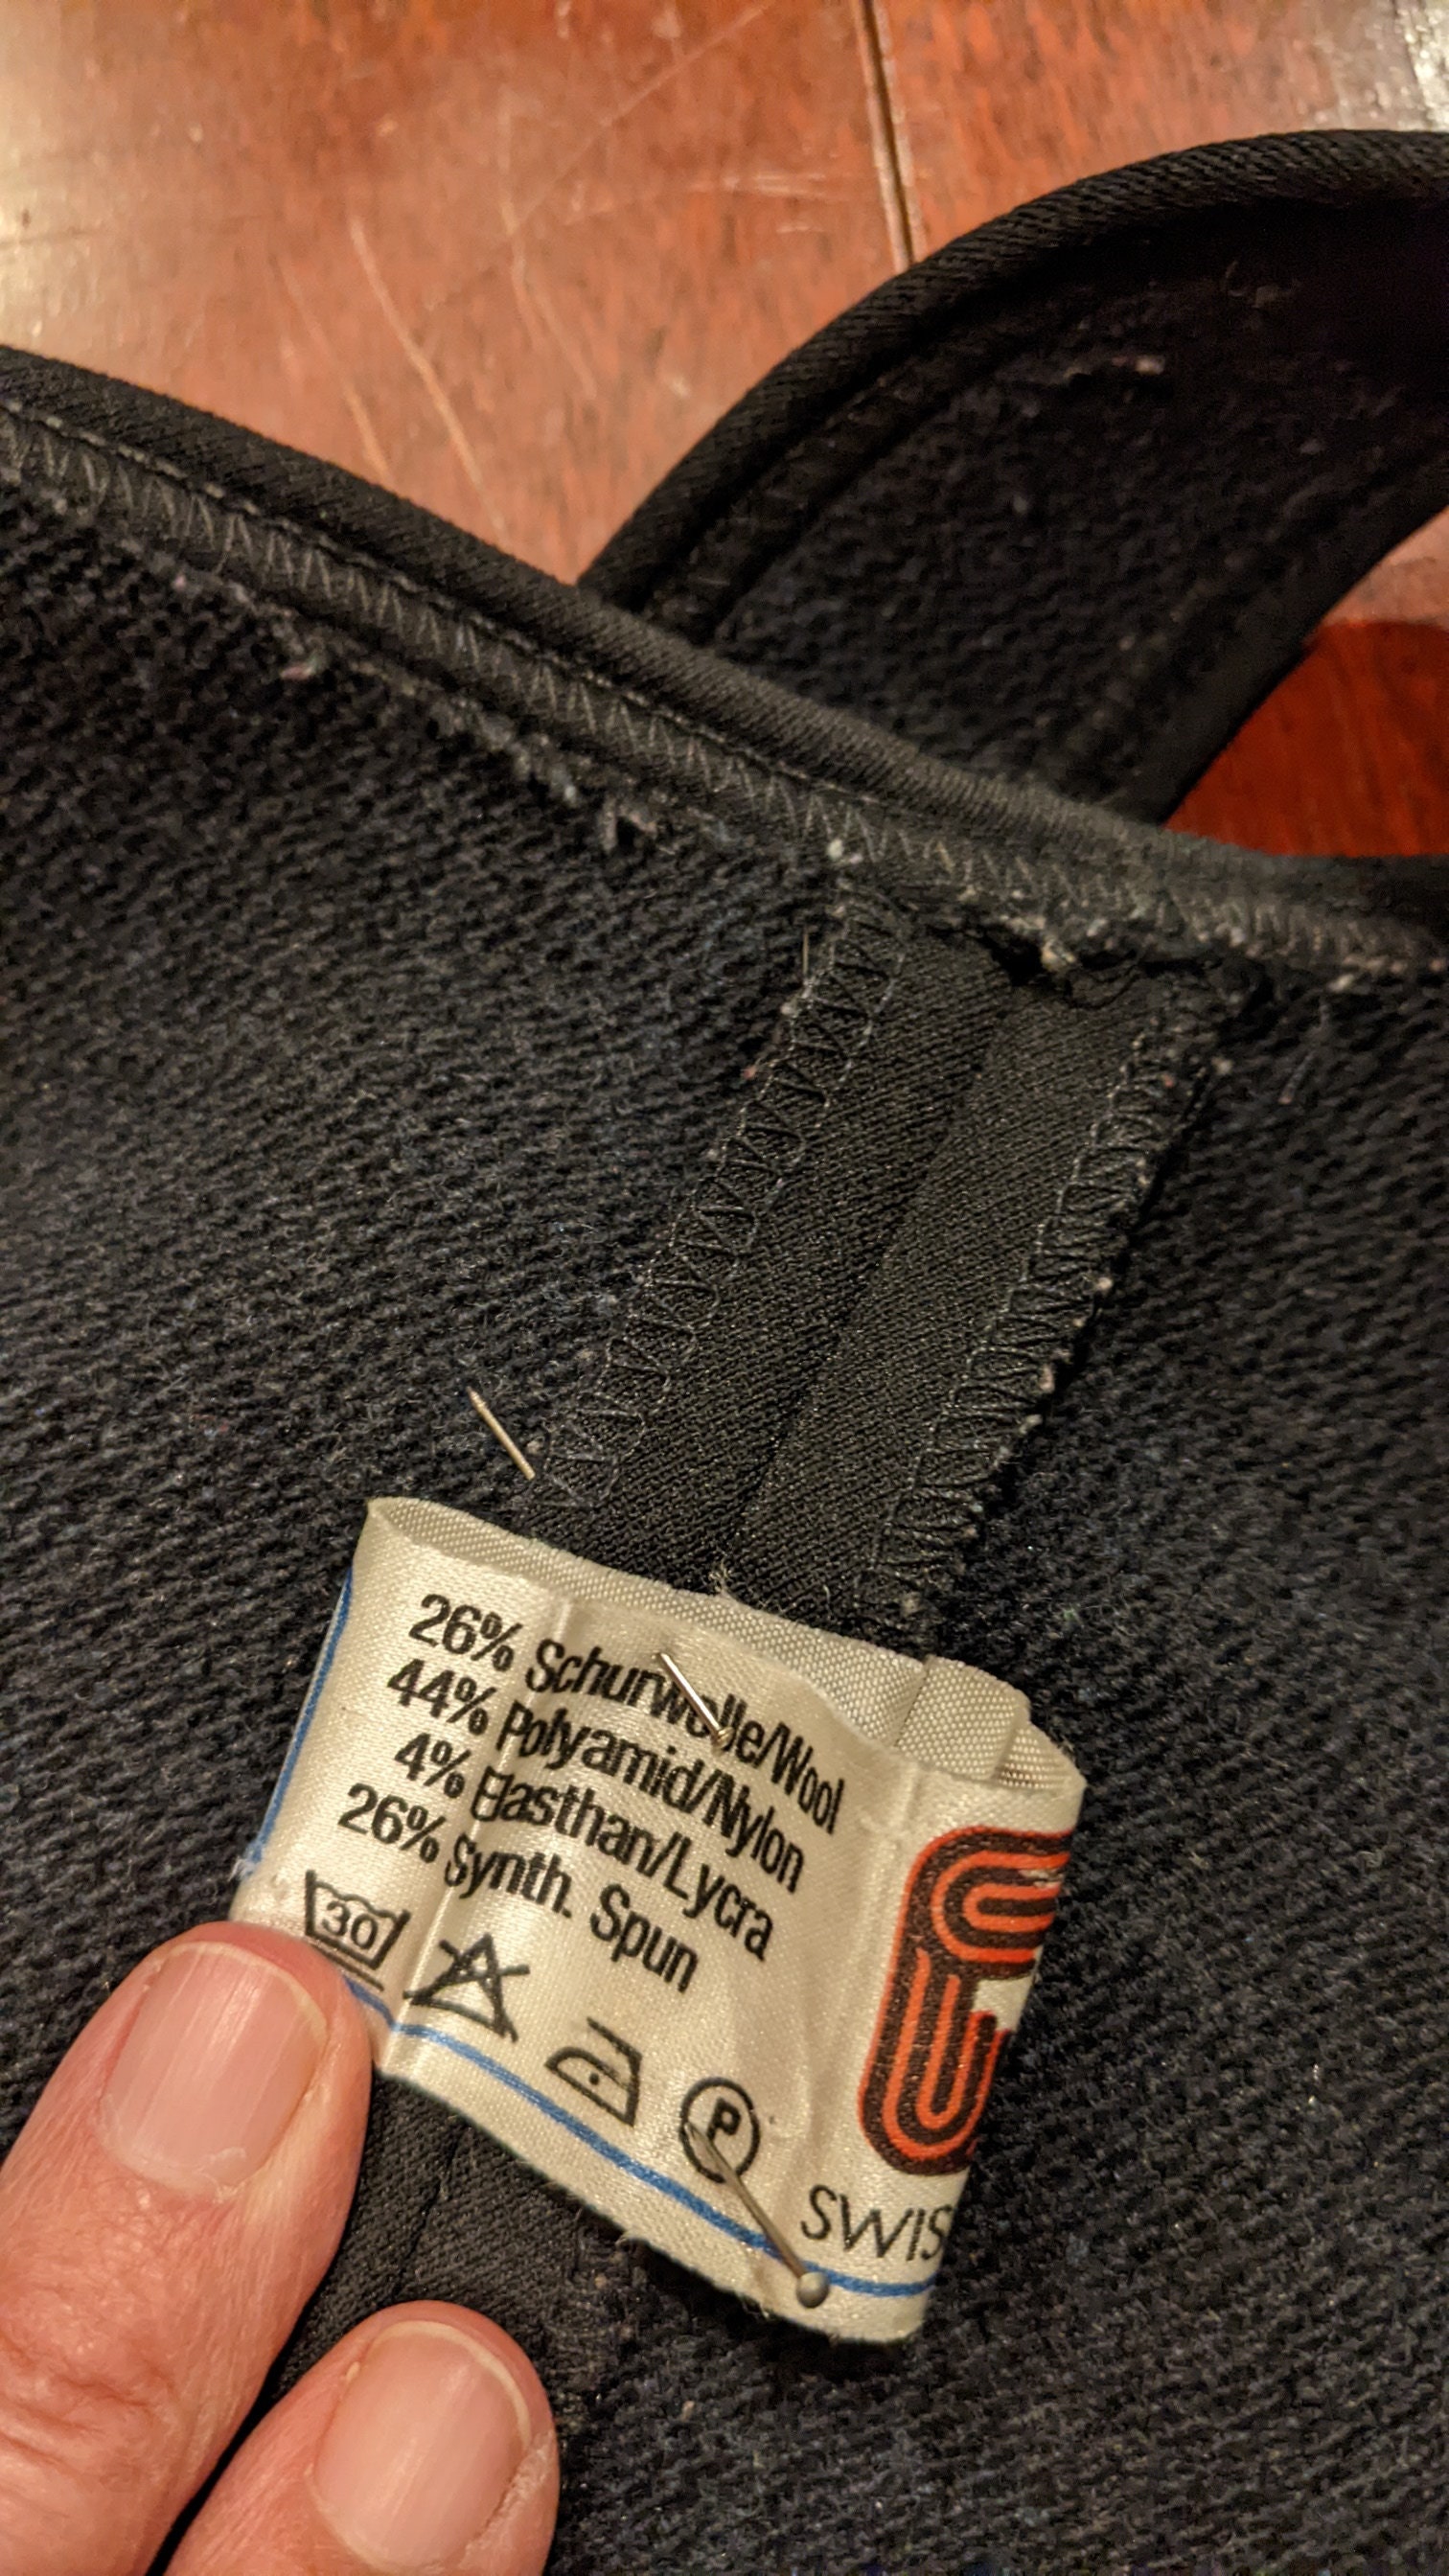 26% Schurwolle/Wool
44% Polyamid/Nylon
4% Elasthan/Lycra
26% Synth. Spun
30
P
SWIS